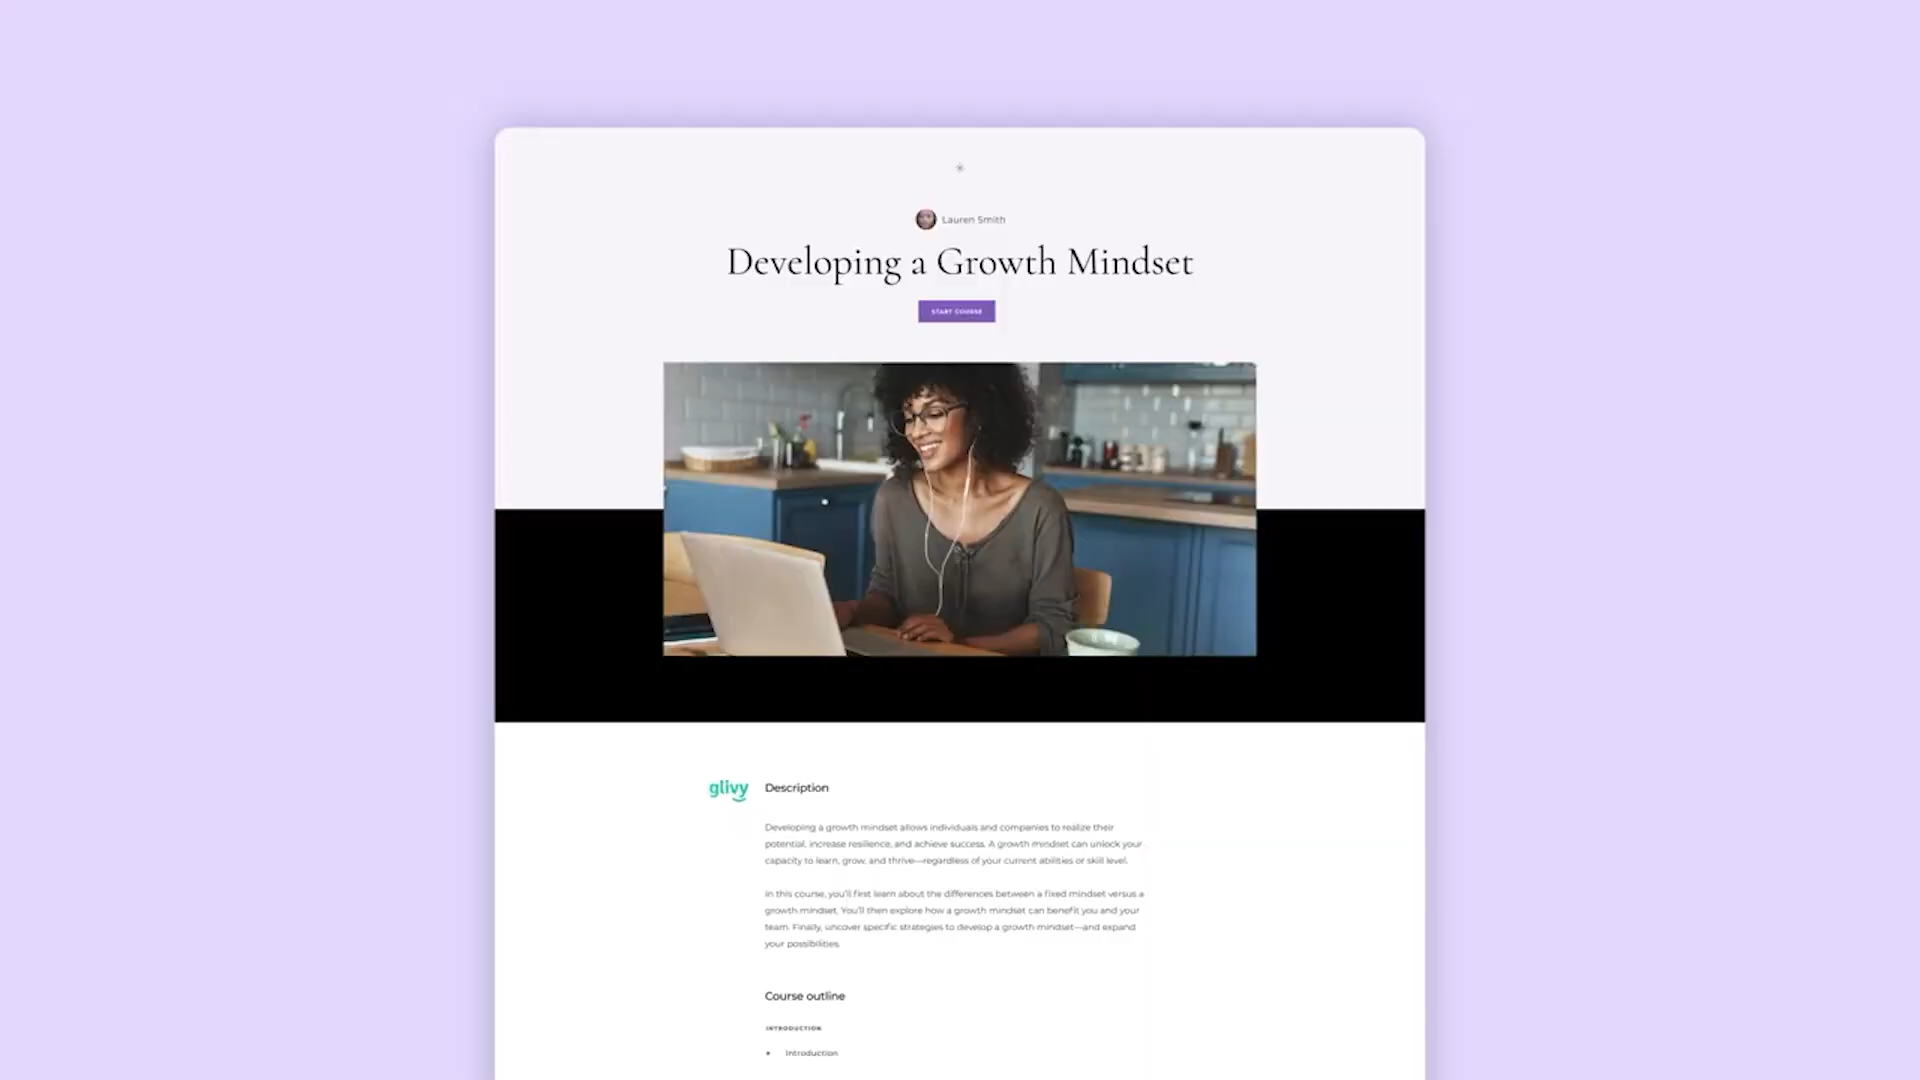 Lauren Smith
Developing a Growth Mindset
START COURSE
glivy
Description
Developing a growth mindset allows individuals and companies to realize their
potential, increase resilience, and achieve success. A growth mindset can unlock your
capacity to learn, grow, and thrive—regardless of your current abilities or skill level.
In this course, you'll first learn about the differences between a fixed mindset versus a
growth mindset. You'll then explore how a growth mindset can benefit you and your
team. Finally, uncover specific strategies to develop a growth mindset—and expand
your possibilities.
Course outline
INTRODUCTION
Introduction